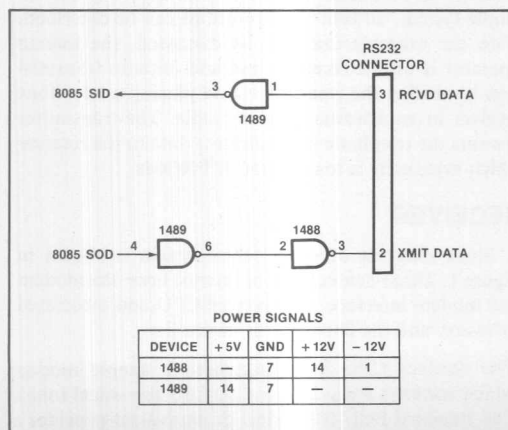 RS232
CONNECTOR
8085 SID 3 1 3 RCVD DATA
1489
1489 1488
8085 SOD 4 6 2 3 2 XMIT DATA
POWER SIGNALS
DEVICE +5V GND +12V −12V
1488 7 14
1489 14 7 — —